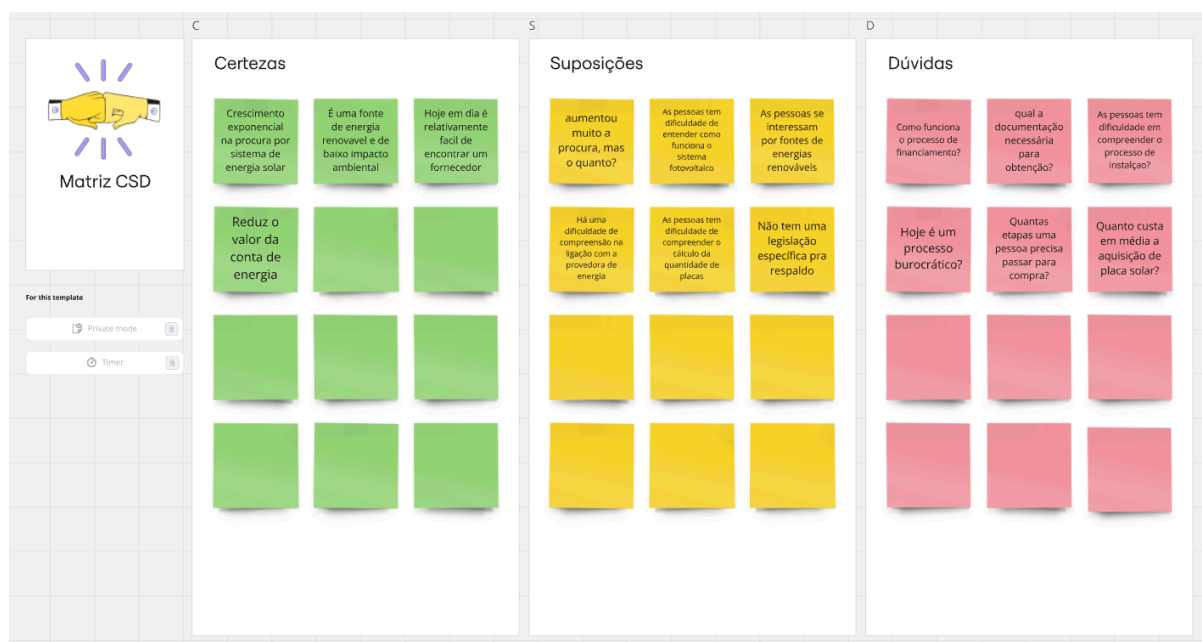 C
S
D
Matriz CSD
For this template
Private mode
Timer
Certezas
Crescimento
exponencial
na procura por
sistema de
energia solar
É uma fonte
de energia
renovavel e de
baixo impacto
ambiental
Hoje em dia é
relativamente
facil de
encontrar um
fornecedor
Reduz o
valor da
conta de
energia
Suposições
aumentou
muito a
procura, mas
o quanto?
As pessoas tem
dificuldade de
entender como
funciona o
sistema
fotovoltaico
As pessoas se
interessam
por fontes de
energias
renováveis
Há uma
dificuldade de
compreensão na
ligação com a
provedora de
energia
As pessoas tem
dificuldade de
compreender o
cálculo da
quantidade de
placas
Não tem uma
legislação
específica pra
respaldo
Dúvidas
Como funciona
o processo de
financiamento?
qual a
documentação
necessária
para
obtenção?
As pessoas tem
dificuldade em
compreender o
processo de
instalçao?
Hoje é um
processo
burocrático?
Quantas
etapas uma
pessoa precisa
passar para
compra?
Quanto custa
em média a
aquisição de
placa solar?